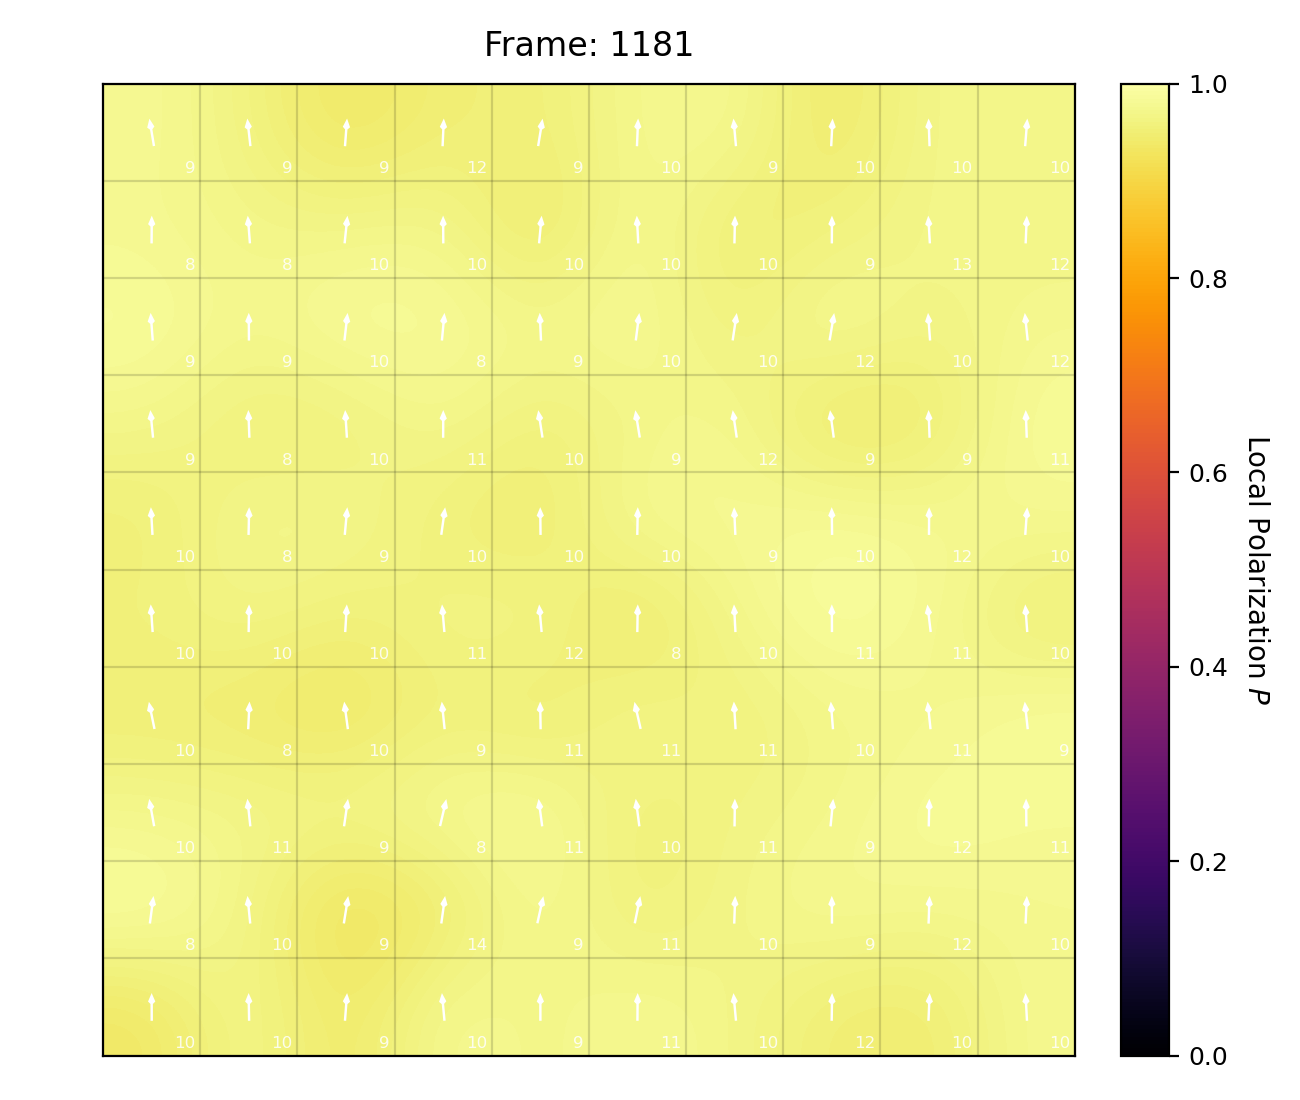 Frame: 1181
9 9 9 12 9 10 9 10 10 10
8 8 10 10 10 10 10 9 13 12
9 9 10 8 9 10 10 12 10 12
9 8 10 11 10 9 12 9 9 11
10 8 9 10 10 10 9 10 12 10
10 10 10 11 12 8 10 11 11 10
10 8 10 9 11 11 11 10 11 9
10 11 9 8 11 10 11 9 12 11
8 10 9 14 9 11 10 9 12 10
10 10 9 10 9 11 10 12 10 10
1.0
0.8
0.6
0.4
0.2
0.0
Local Polarization P